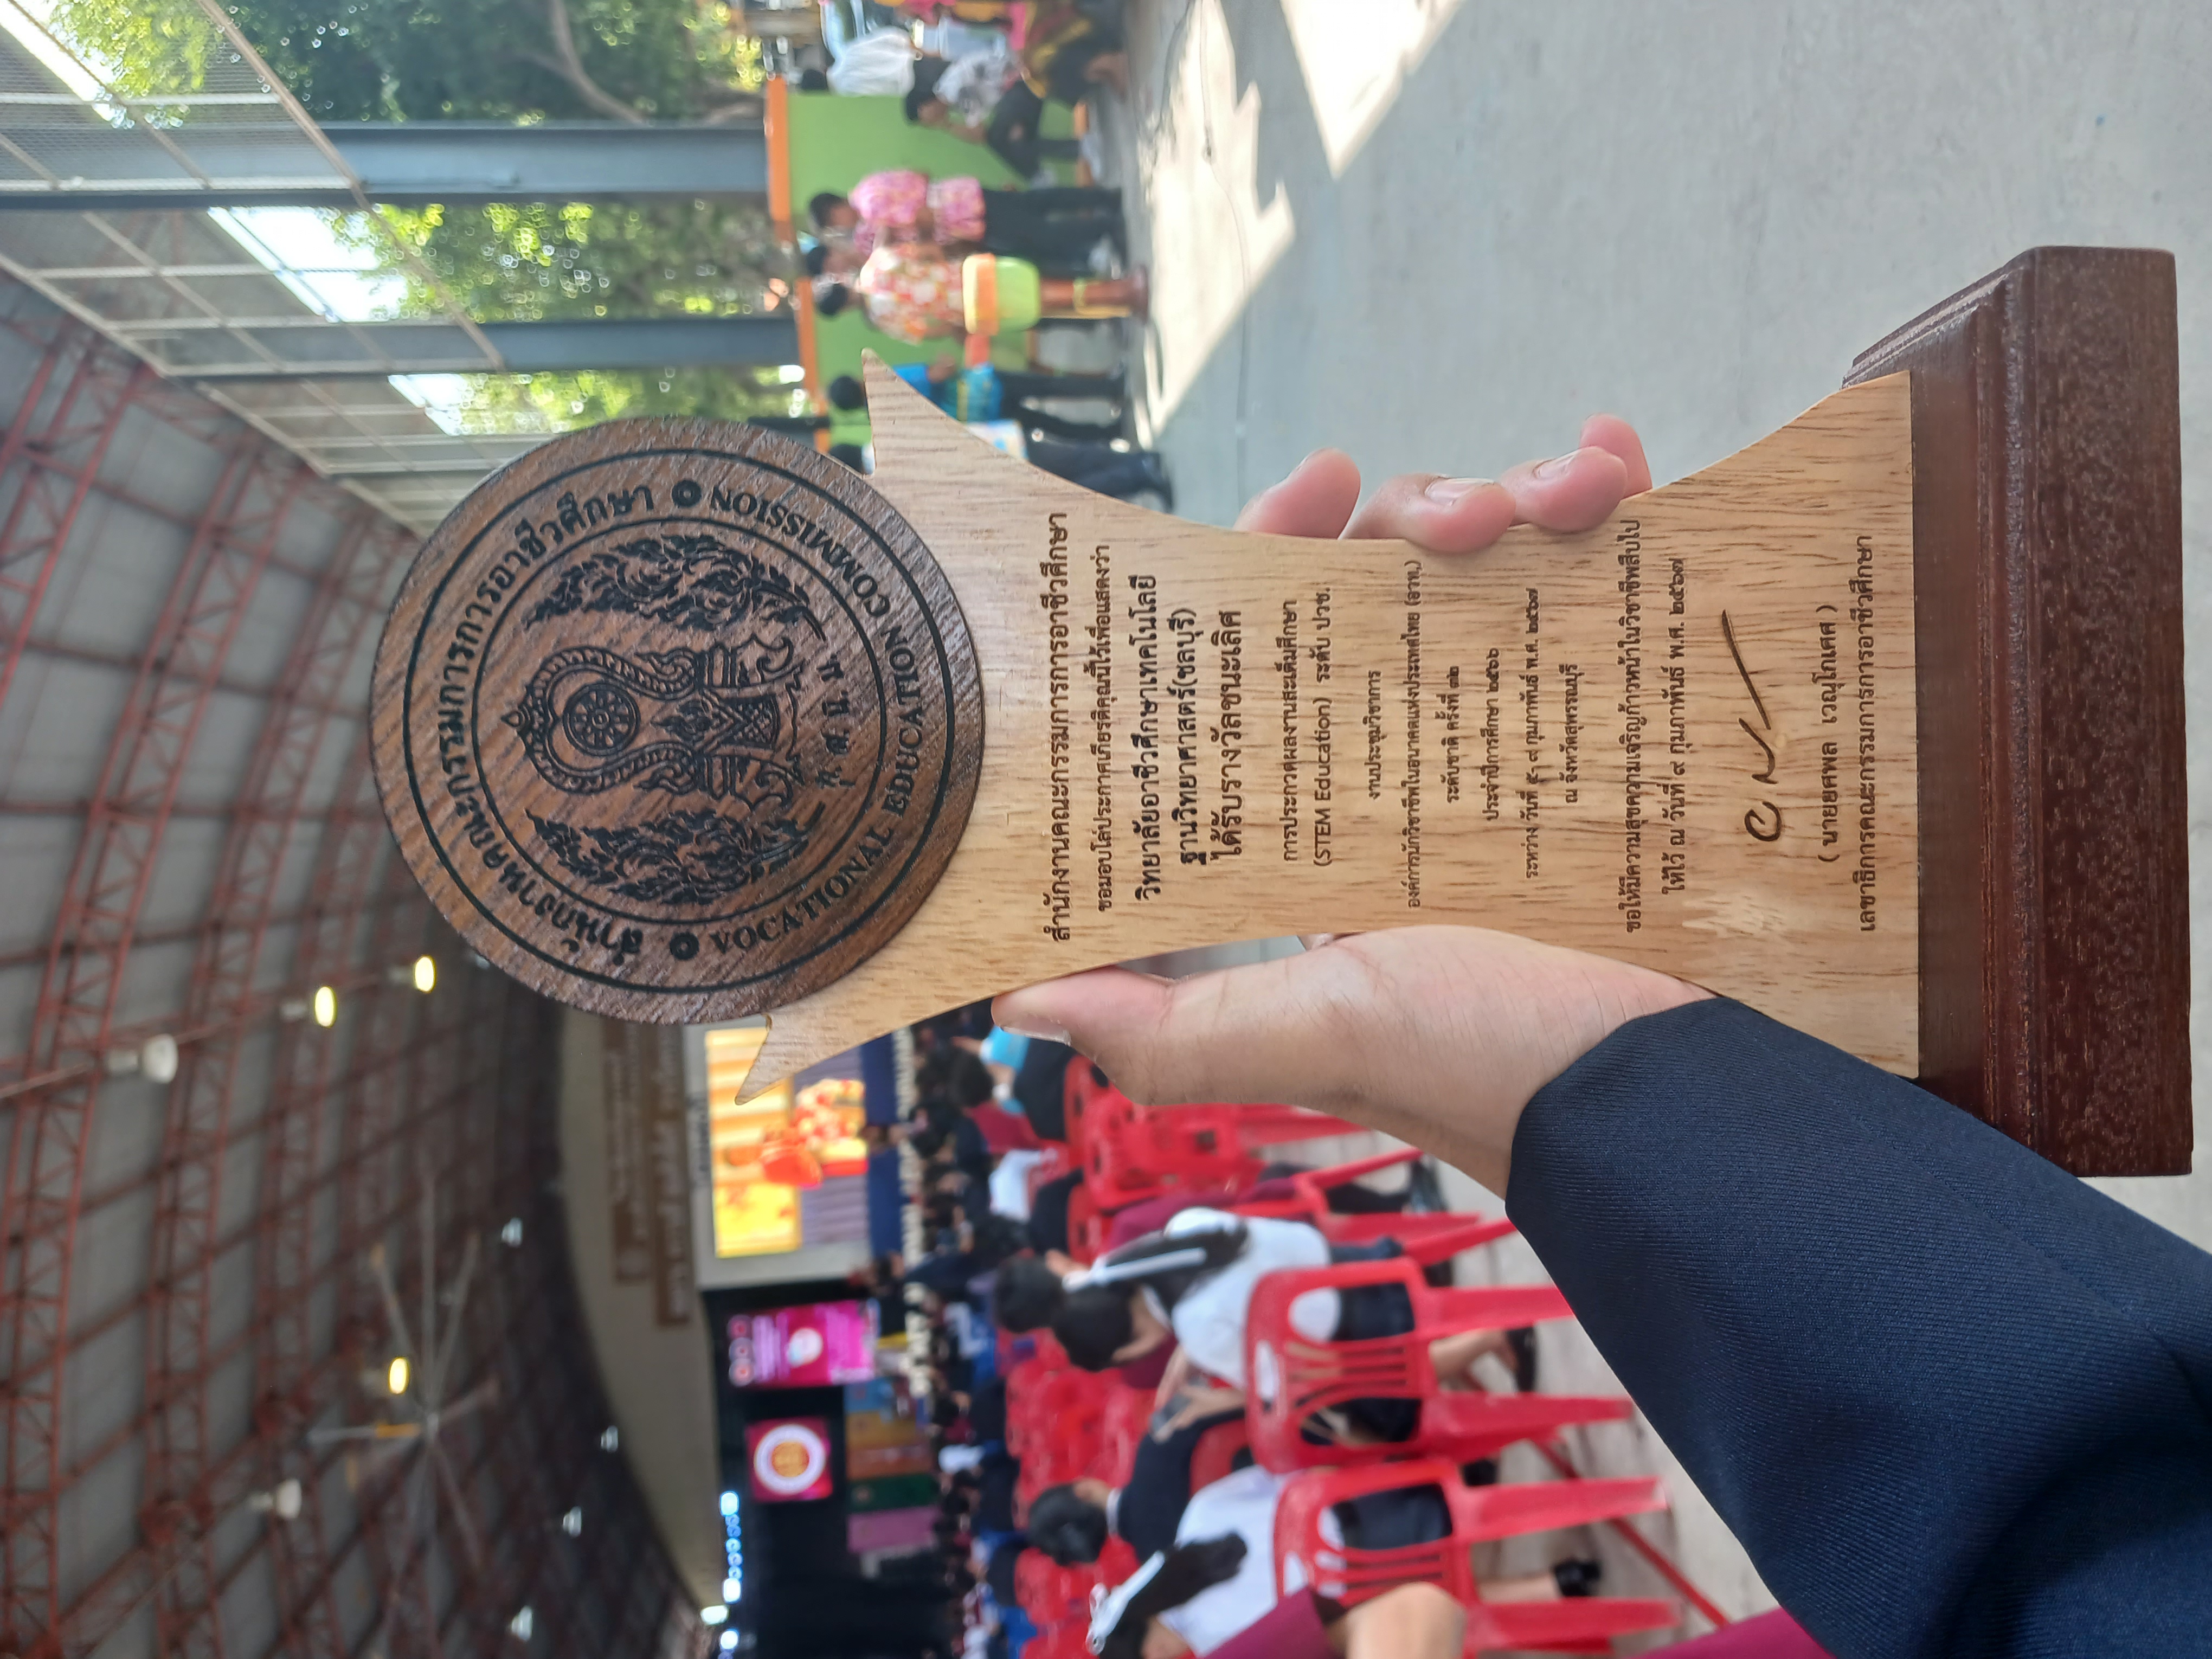 สำนักงานคณะกรรมการการอาชีวศึกษา
ก. ส. นิ. ม.
VOCATIONAL EDUCATION COMMISSION
สำนักงานคณะกรรมการการอาชีวศึกษา
ขอมอบโล่ประกาศเกียรติคุณนี้ไว้เพื่อแสดงว่า
วิทยาลัยอาชีวศึกษาเทคโนโลยี
ฐานวิทยาศาสตร์(ชลบุรี)
ได้รับรางวัลชนะเลิศ
การประกวดผลงานสะเต็มศึกษา
(STEM Education) ระดับ ปวช.
งานประชุมวิชาการ
องค์การนักวิชาชีพในอนาคตแห่งประเทศไทย (อวท,)
ระดับชาติ ครั้งที่ ๓๒
ประจำปีการศึกษา ๒๕๖๖
ระหว่าง วันที่ ๕- ๙ กุมภาพันธ์ พ.ศ. ๒๕๖๗
ณ จังหวัดสุพรรณบุรี
ขอให้มีความสุขความเจริญก้าวหน้าในวิชาชีพสืบไป
ให้ไว้ ณ วันที่ ๙ กุมภาพันธ์ พ.ศ. ๒๕๖๗
( นายยศพล เวณุโกเศศ )
เลขาธิการคณะกรรมการการอาชีวศึกษา